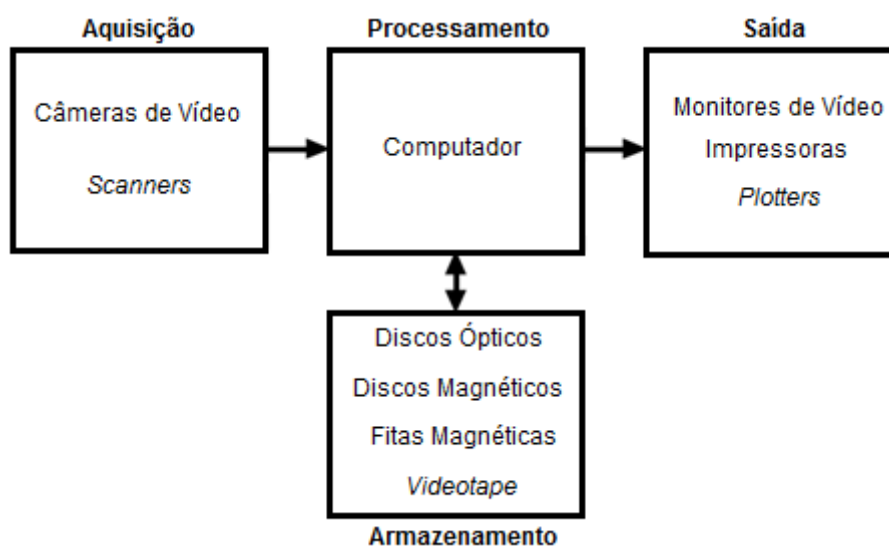 Aquisição
Câmeras de Vídeo
Scanners
Processamento
Computador
Saída
Monitores de Vídeo
Impressoras
Plotters
Discos Ópticos
Discos Magnéticos
Fitas Magnéticas
Videotape
Armazenamento